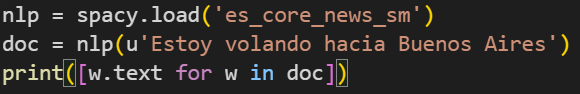 nlp = spacy.load('es_core_news_sm')
doc = nlp(u'Estoy volando hacia Buenos Aires')
print([w.text for w in doc])